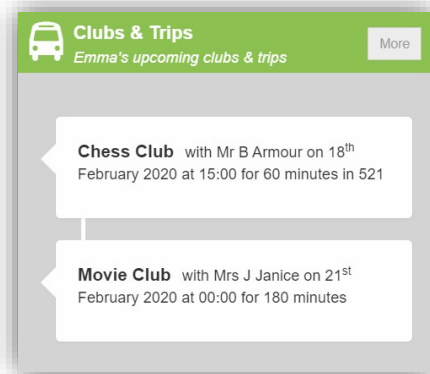 Clubs & Trips
Emma's upcoming clubs & trips
More
Chess Club with Mr B Armour on 18th
February 2020 at 15:00 for 60 minutes in 521
Movie Club with Mrs J Janice on 21st
February 2020 at 00:00 for 180 minutes